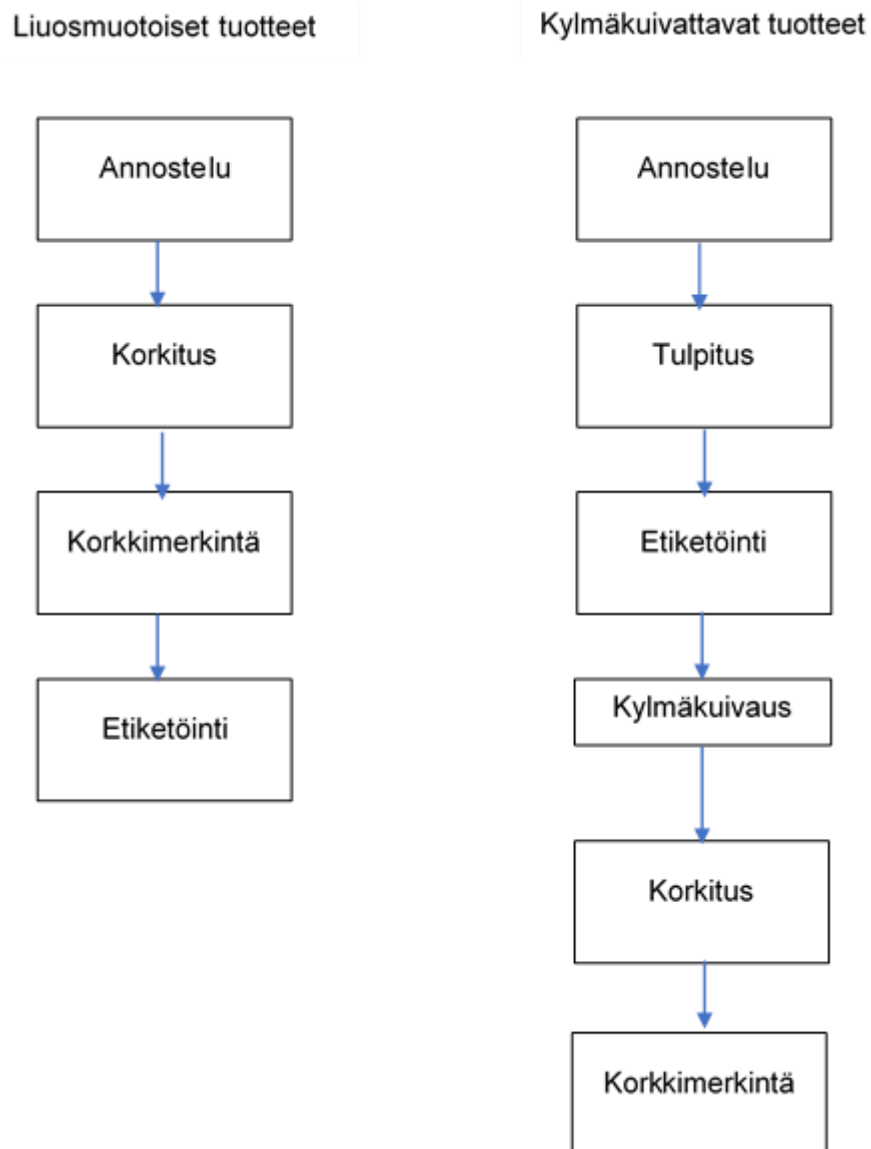 Liuosmuotoiset tuotteet
Annostelu
Korkitus
Korkkimerkintä
Etiketöinti
Kylmäkuivattavat tuotteet
Annostelu
Tulpitus
Etiketöinti
Kylmäkuivaus
Korkitus
Korkkimerkintä